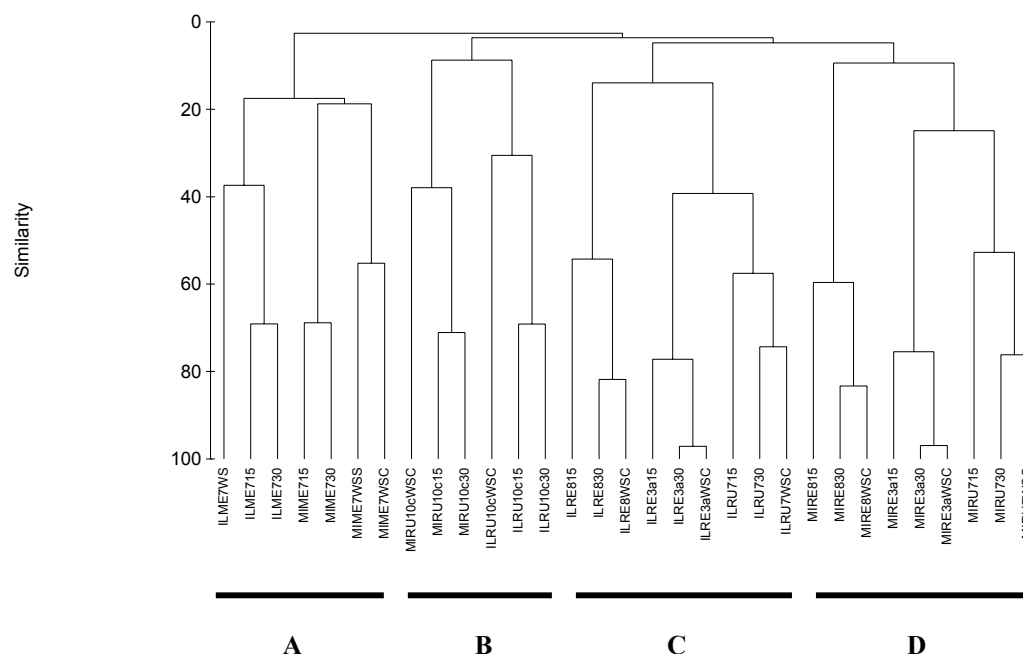 0
20
40
60
80
100
Similarity
ILME7WS
ILME715
ILME730
MIME715
MIME730
MIME7WSS
MIME7WSC
MIRU10cWSC
MIRU10c15
MIRU10c30
ILRU10cWSC
ILRU10c15
ILRU10c30
ILRE815
ILRE830
ILRE8WSC
ILRE3a15
ILRE3a30
ILRE3aWSC
ILRU715
ILRU730
ILRU7WSC
MIRE815
MIRE830
MIRE8WSC
MIRE3a15
MIRE3a30
MIRE3aWSC
MIRU715
MIRU730
A B C D